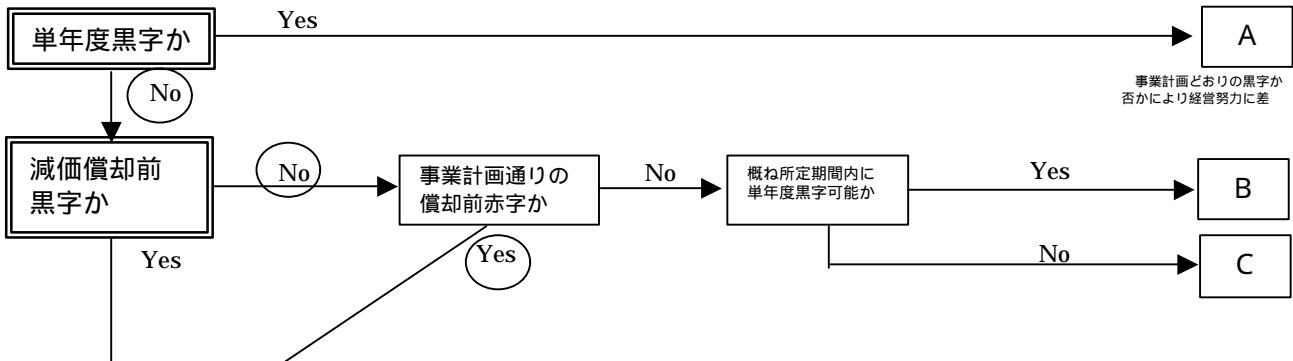 単年度黒字か
Yes
A
事業計画どおりの黒字か
否かにより経営努力に差
No
減価償却前
黒字か
No
事業計画通りの
償却前赤字か
No
概ね所定期間内に
単年度黒字可能か
Yes
B
Yes
Yes
No
C